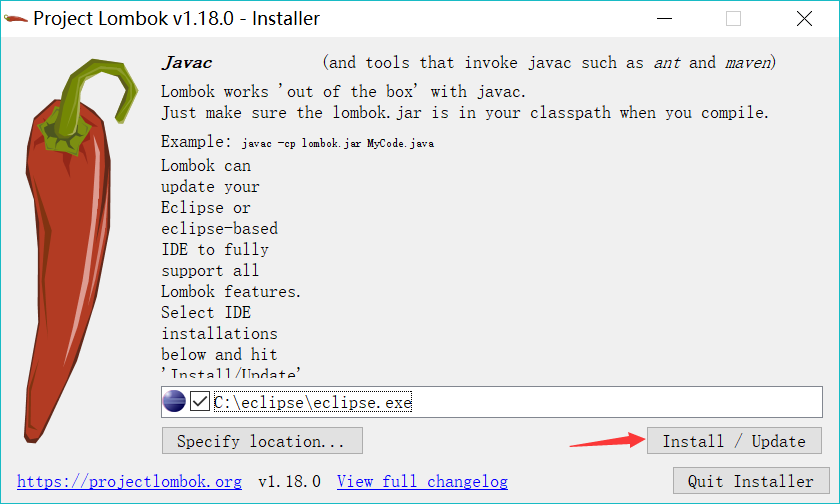 Project Lombok v1.18.0 - Installer
Javac (and tools that invoke javac such as ant and maven)
Lombok works 'out of the box' with javac.
Just make sure the lombok.jar is in your classpath when you compile.
Example: javac -cp lombok.jar MyCode.java
Lombok can
update your
Eclipse or
eclipse-based
IDE to fully
support all
Lombok features.
Select IDE
installations
below and hit
'Install/Update'
C:\eclipse\eclipse.exe
Specify location...
Install / Update
https://projectlombok.org v1.18.0 View full changelog
Quit Installer